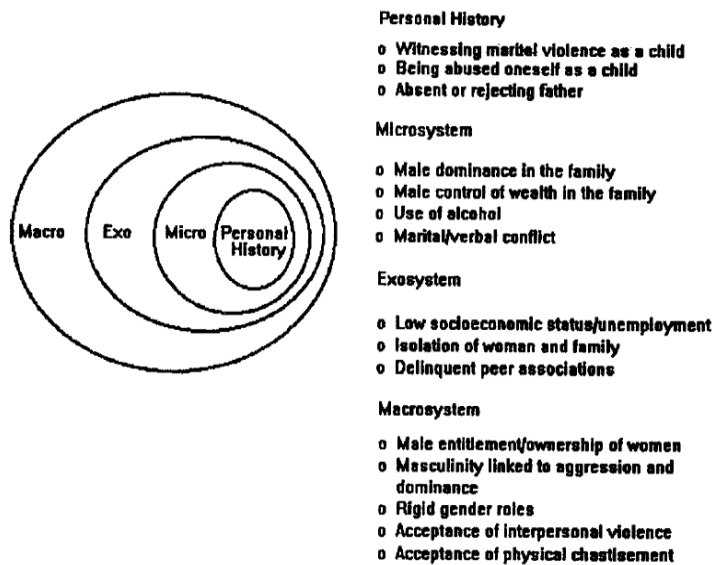 Macro
Exo
Micro
Personal
History
Personal History
o Witnessing martial violence as a child
o Being abused oneself as a child
o Absent or rejecting father
Microsystem
o Male dominance in the family
o Male control of wealth in the family
o Use of alcohol
o Marital/verbal conflict
Exosystem
o Low socioeconomic status/unemployment
o Isolation of woman and family
o Delinquent peer associations
Macrosystem
o Male entitlement/ownership of women
o Masculinity linked to aggression and
dominance
o Rigid gender roles
o Acceptance of interpersonal violence
o Acceptance of physical chastisement